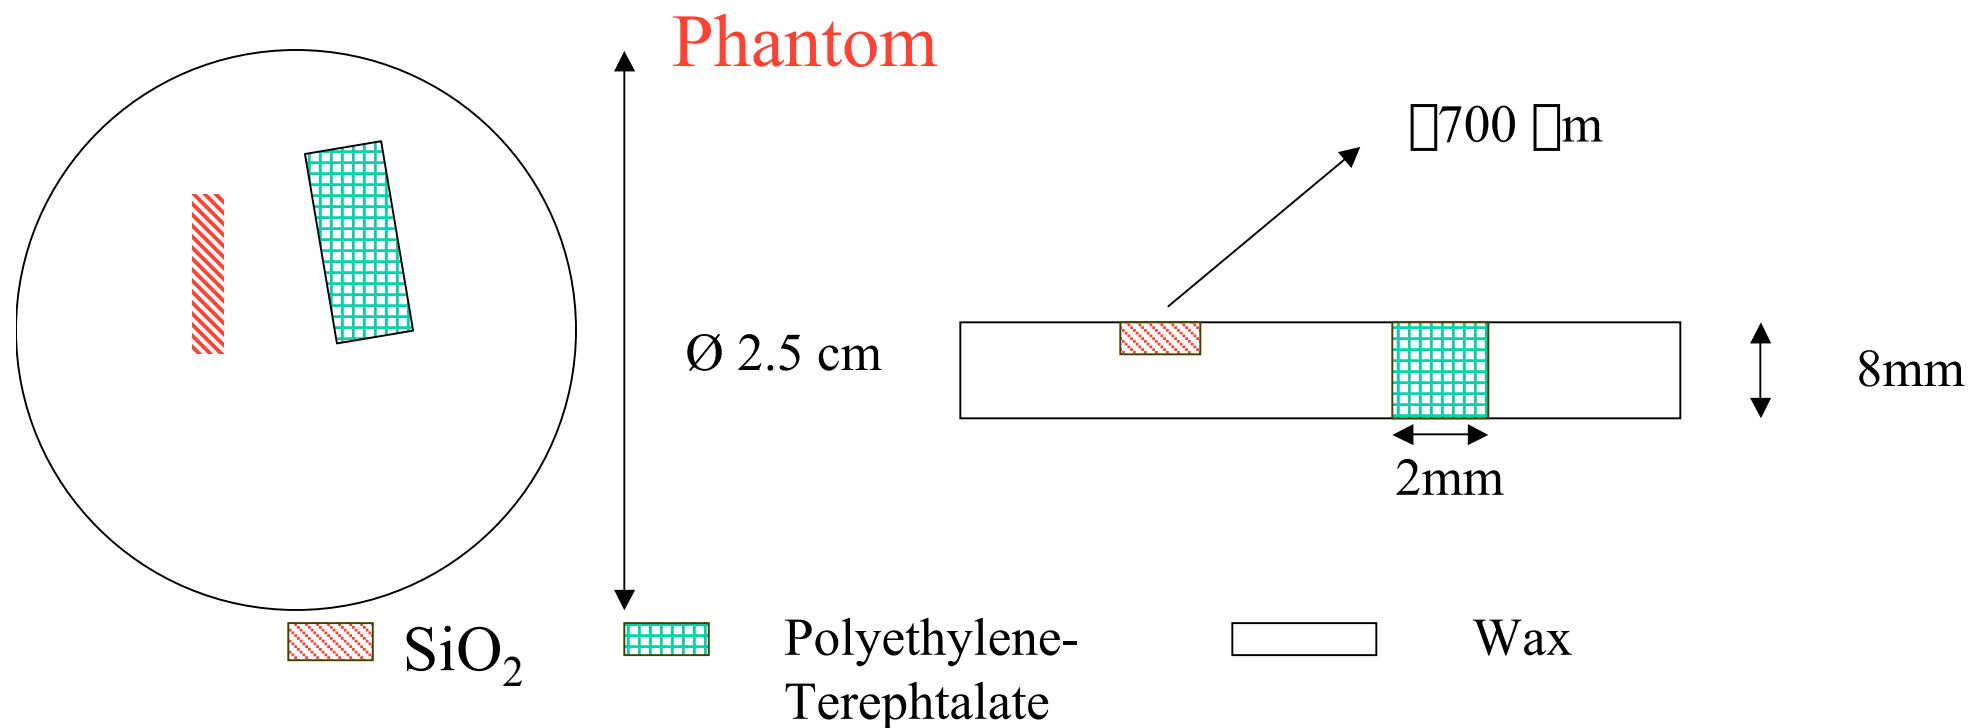 Phantom
▯700 ▯m
Ø 2.5 cm
8mm
2mm
SiO₂
Polyethylene-
Terephtalate
Wax